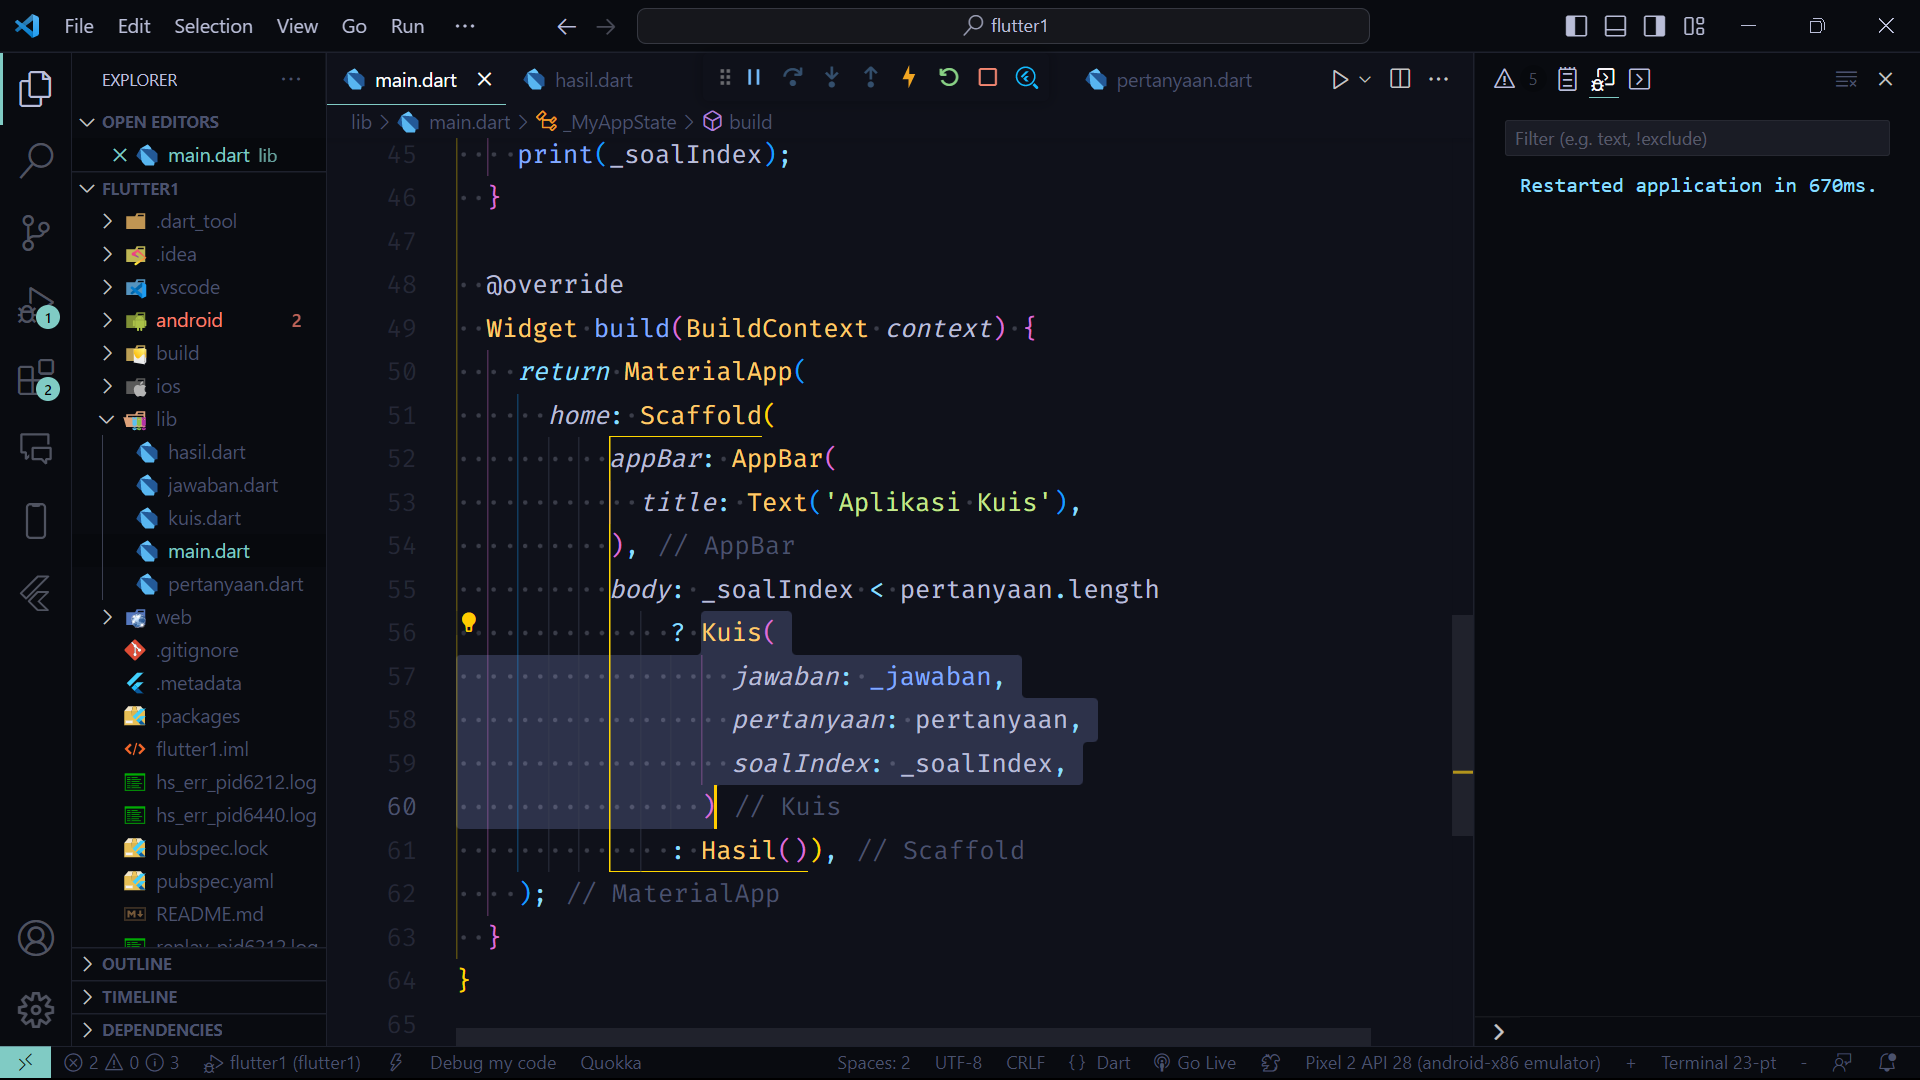 File Edit Selection View Go Run ···
flutter1
EXPLORER ···
OPEN EDITORS
main.dart lib
FLUTTER1
.dart_tool
.idea
.vscode
android 2
build
ios
lib
hasil.dart
jawaban.dart
kuis.dart
main.dart
pertanyaan.dart
web
.gitignore
.metadata
.packages
flutter1.iml
hs_err_pid6212.log
hs_err_pid6440.log
pubspec.lock
pubspec.yaml
README.md
replay_pid6212.log
OUTLINE
TIMELINE
DEPENDENCIES
1
2
main.dart hasil.dart pertanyaan.dart
lib > main.dart > _MyAppState > build
45 print(_soalIndex);
46 }
47
48 @override
49 Widget build(BuildContext context) {
50 return MaterialApp(
51 home: Scaffold(
52 appBar: AppBar(
53 title: Text('Aplikasi Kuis'),
54 ), // AppBar
55 body: _soalIndex < pertanyaan.length
56 ? Kuis(
57 jawaban: _jawaban,
58 pertanyaan: pertanyaan,
59 soalIndex: _soalIndex,
60 ) // Kuis
61 : Hasil()), // Scaffold
62 ); // MaterialApp
63 }
64 }
65
5
Filter (e.g. text, !exclude)
Restarted application in 670ms.
2 0 3 flutter1 (flutter1) Debug my code Quokka Spaces: 2 UTF-8 CRLF {} Dart Go Live Pixel 2 API 28 (android-x86 emulator) + Terminal 23-pt -